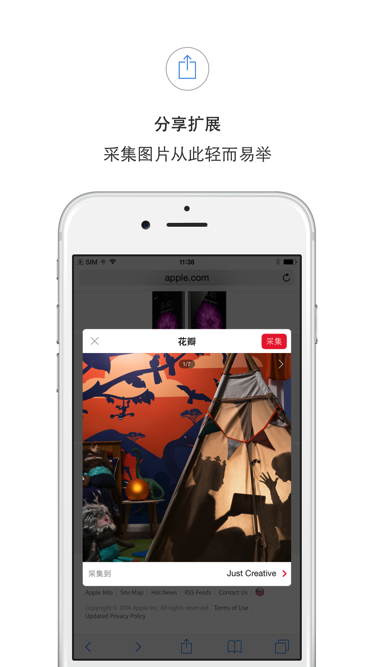 分享扩展
采集图片从此轻而易举
无 SIM 卡
11:38
apple.com
花瓣
采集
1/7
采集到
Just Creative
Apple Info | Site Map | Hot News | RSS Feeds | Contact Us
Copyright © 2014 Apple Inc. All rights reserved. Terms of Use
Updated Privacy Policy